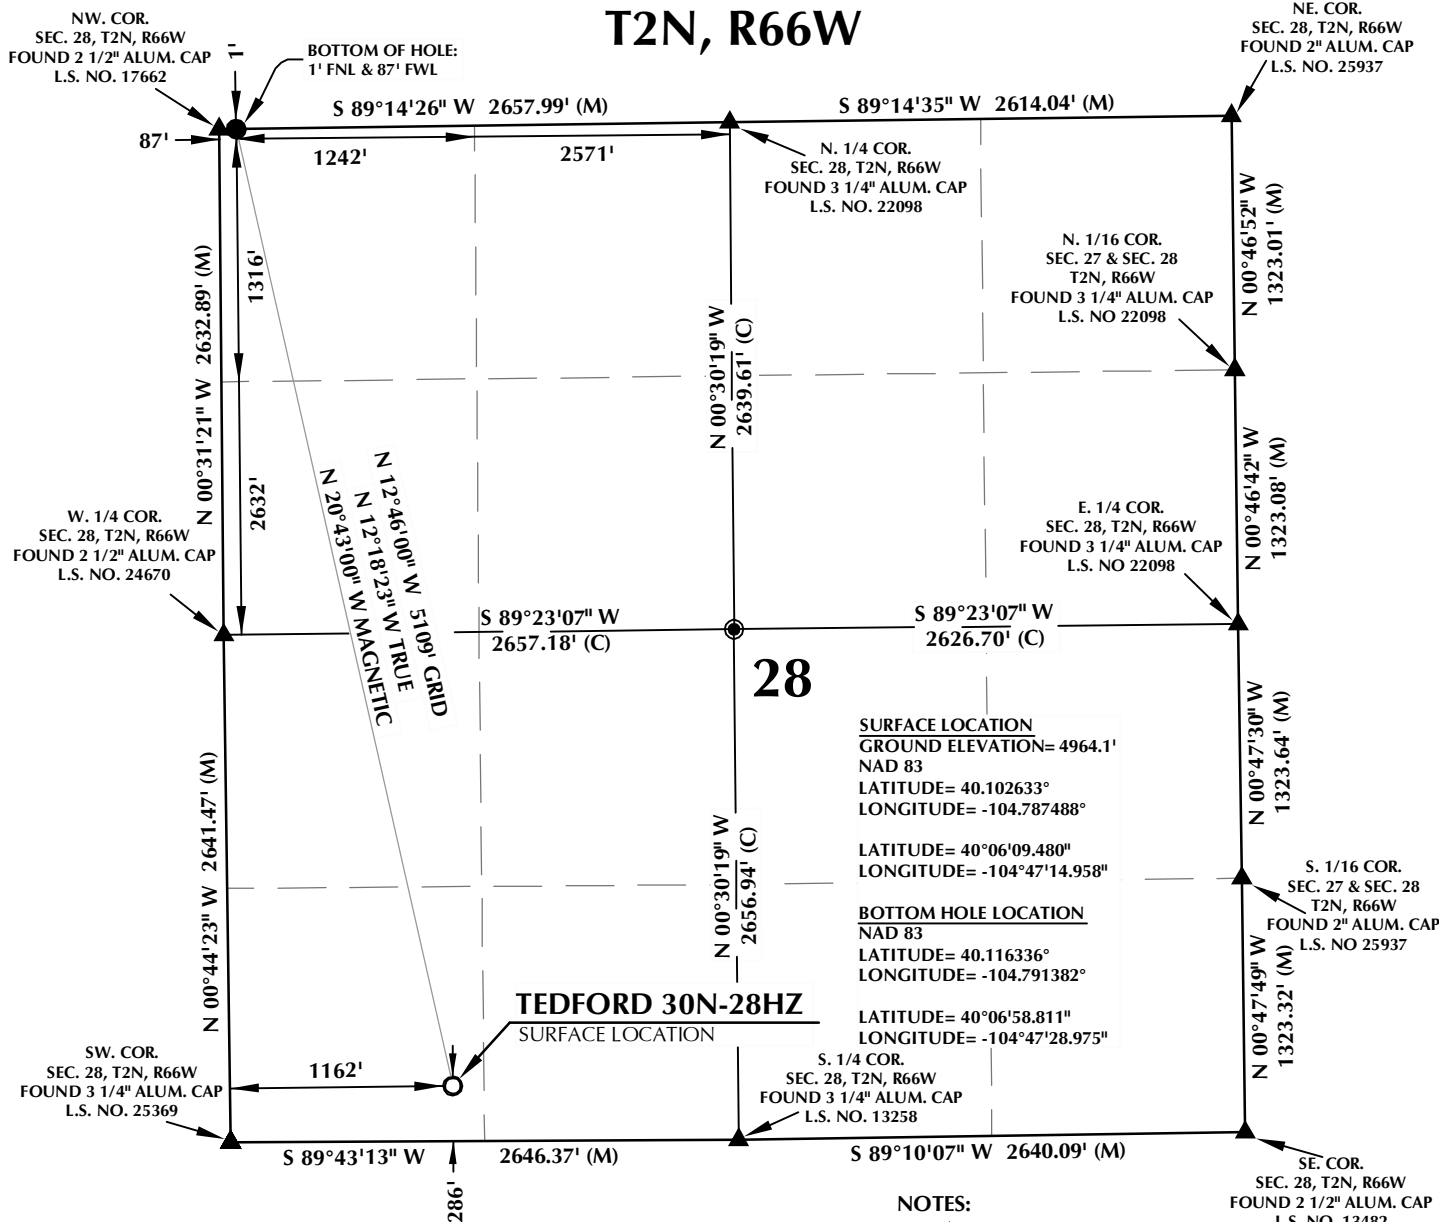 T2N, R66W
NW. COR.
SEC. 28, T2N, R66W
FOUND 2 1/2" ALUM. CAP
L.S. NO. 17662
1'
BOTTOM OF HOLE:
1' FNL & 87' FWL
NE. COR.
SEC. 28, T2N, R66W
FOUND 2" ALUM. CAP
L.S. NO. 25937
S 89°14'26" W 2657.99' (M)
S 89°14'35" W 2614.04' (M)
87'
1242'
2571'
N. 1/4 COR.
SEC. 28, T2N, R66W
FOUND 3 1/4" ALUM. CAP
L.S. NO. 22098
N 00°46'52" W
1323.01' (M)
N. 1/16 COR.
SEC. 27 & SEC. 28
T2N, R66W
FOUND 3 1/4" ALUM. CAP
L.S. NO 22098
N 00°31'21" W 2632.89' (M)
1316'
2632'
N 00°30'19" W
2639.61' (C)
N 12°46'00" W 5109' GRID
N 12°18'23" W TRUE
N 20°43'00" W MAGNETIC
N 00°46'42" W
1323.08' (M)
W. 1/4 COR.
SEC. 28, T2N, R66W
FOUND 2 1/2" ALUM. CAP
L.S. NO. 24670
E. 1/4 COR.
SEC. 28, T2N, R66W
FOUND 3 1/4" ALUM. CAP
L.S. NO 22098
S 89°23'07" W
2657.18' (C)
S 89°23'07" W
2626.70' (C)
28
SURFACE LOCATION
GROUND ELEVATION= 4964.1'
NAD 83
LATITUDE= 40.102633°
LONGITUDE= -104.787488°
LATITUDE= 40°06'09.480"
LONGITUDE= -104°47'14.958"
BOTTOM HOLE LOCATION
NAD 83
LATITUDE= 40.116336°
LONGITUDE= -104.791382°
LATITUDE= 40°06'58.811"
LONGITUDE= -104°47'28.975"
N 00°47'30" W
1323.64' (M)
N 00°44'23" W 2641.47' (M)
N 00°30'19" W
2656.94' (C)
S. 1/16 COR.
SEC. 27 & SEC. 28
T2N, R66W
FOUND 2" ALUM. CAP
L.S. NO 25937
N 00°47'49" W
1323.32' (M)
TEDFORD 30N-28HZ
SURFACE LOCATION
SW. COR.
SEC. 28, T2N, R66W
FOUND 3 1/4" ALUM. CAP
L.S. NO. 25369
1162'
S. 1/4 COR.
SEC. 28, T2N, R66W
FOUND 3 1/4" ALUM. CAP
L.S. NO. 13258
S 89°43'13" W 2646.37' (M)
S 89°10'07" W 2640.09' (M)
286'
SE. COR.
SEC. 28, T2N, R66W
FOUND 2 1/2" ALUM. CAP
L.S. NO. 13482
NOTES: